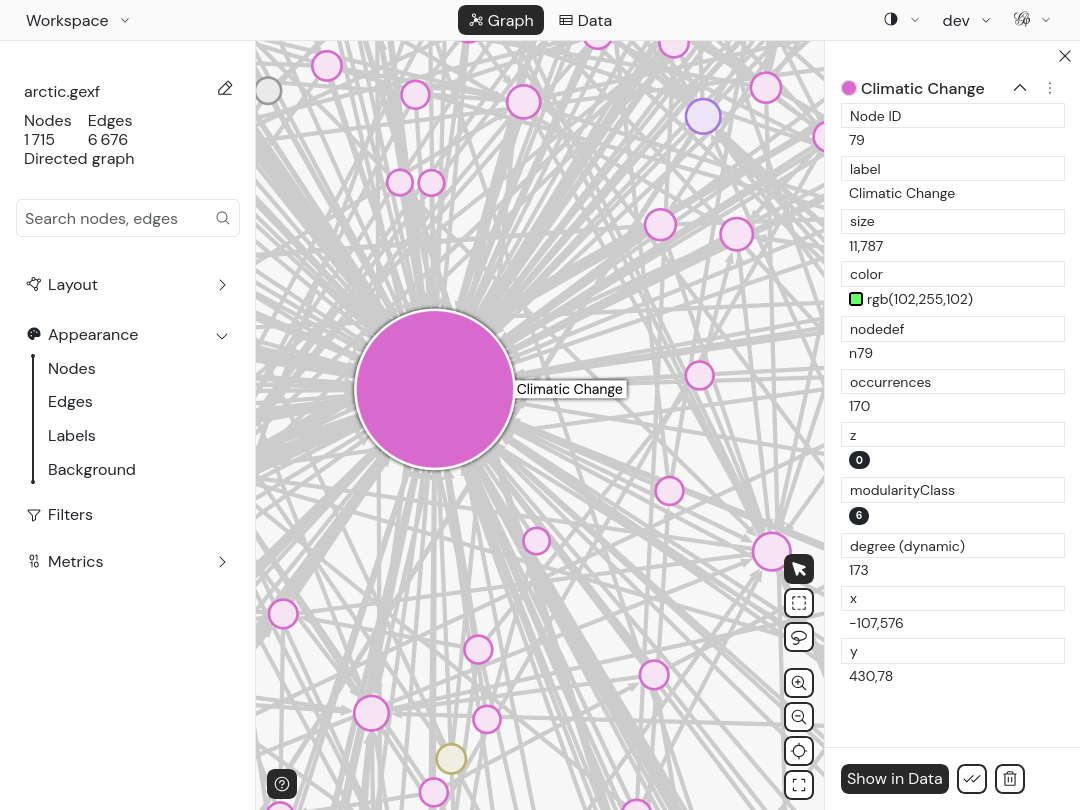 Workspace
Graph
Data
dev
arctic.gexf
Nodes Edges
1 715 6 676
Directed graph
Search nodes, edges
Layout
Appearance
Nodes
Edges
Labels
Background
Filters
Metrics
Climatic Change
Climatic Change
Node ID
79
label
Climatic Change
size
11,787
color
rgb(102,255,102)
nodedef
n79
occurrences
170
z
0
modularityClass
6
degree (dynamic)
173
x
−107,576
y
430,78
Show in Data